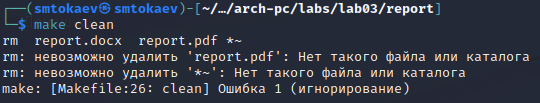 ┌──(smtokaev㉿smtokaev)-[~/…/arch-pc/labs/lab03/report]
└─$ make clean
rm  report.docx  report.pdf *~
rm: невозможно удалить 'report.pdf': Нет такого файла или каталога
rm: невозможно удалить '*~': Нет такого файла или каталога
make: [Makefile:26: clean] Ошибка 1 (игнорирование)